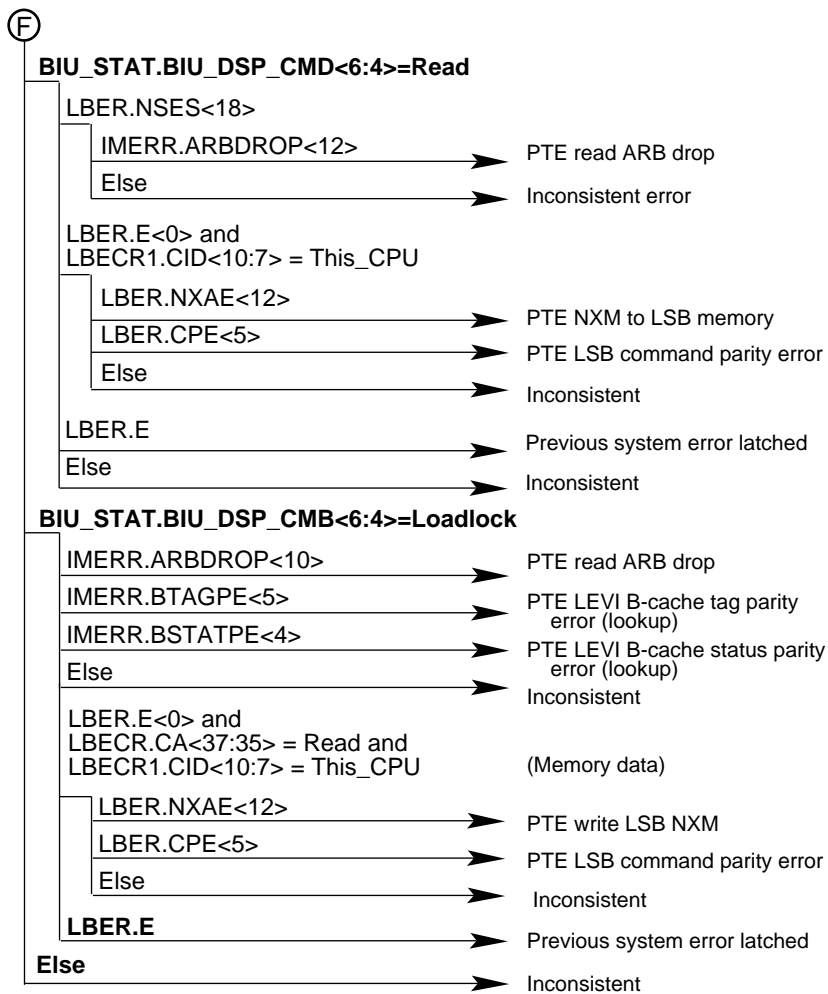 F
BIU_STAT.BIU_DSP_CMD<6:4>=Read
LBER.NSES<18>
IMERR.ARBDROP<12>
PTE read ARB drop
Else
Inconsistent error
LBER.E<0> and
LBECR1.CID<10:7> = This_CPU
LBER.NXAE<12>
PTE NXM to LSB memory
LBER.CPE<5>
PTE LSB command parity error
Else
Inconsistent
LBER.E
Previous system error latched
Else
Inconsistent
BIU_STAT.BIU_DSP_CMB<6:4>=Loadlock
IMERR.ARBDROP<10>
PTE read ARB drop
IMERR.BTAGPE<5>
PTE LEVI B-cache tag parity
error (lookup)
IMERR.BSTATPE<4>
PTE LEVI B-cache status parity
error (lookup)
Else
Inconsistent
LBER.E<0> and
LBECR.CA<37:35> = Read and
LBECR1.CID<10:7> = This_CPU
(Memory data)
LBER.NXAE<12>
PTE write LSB NXM
LBER.CPE<5>
PTE LSB command parity error
Else
Inconsistent
LBER.E
Previous system error latched
Else
Inconsistent